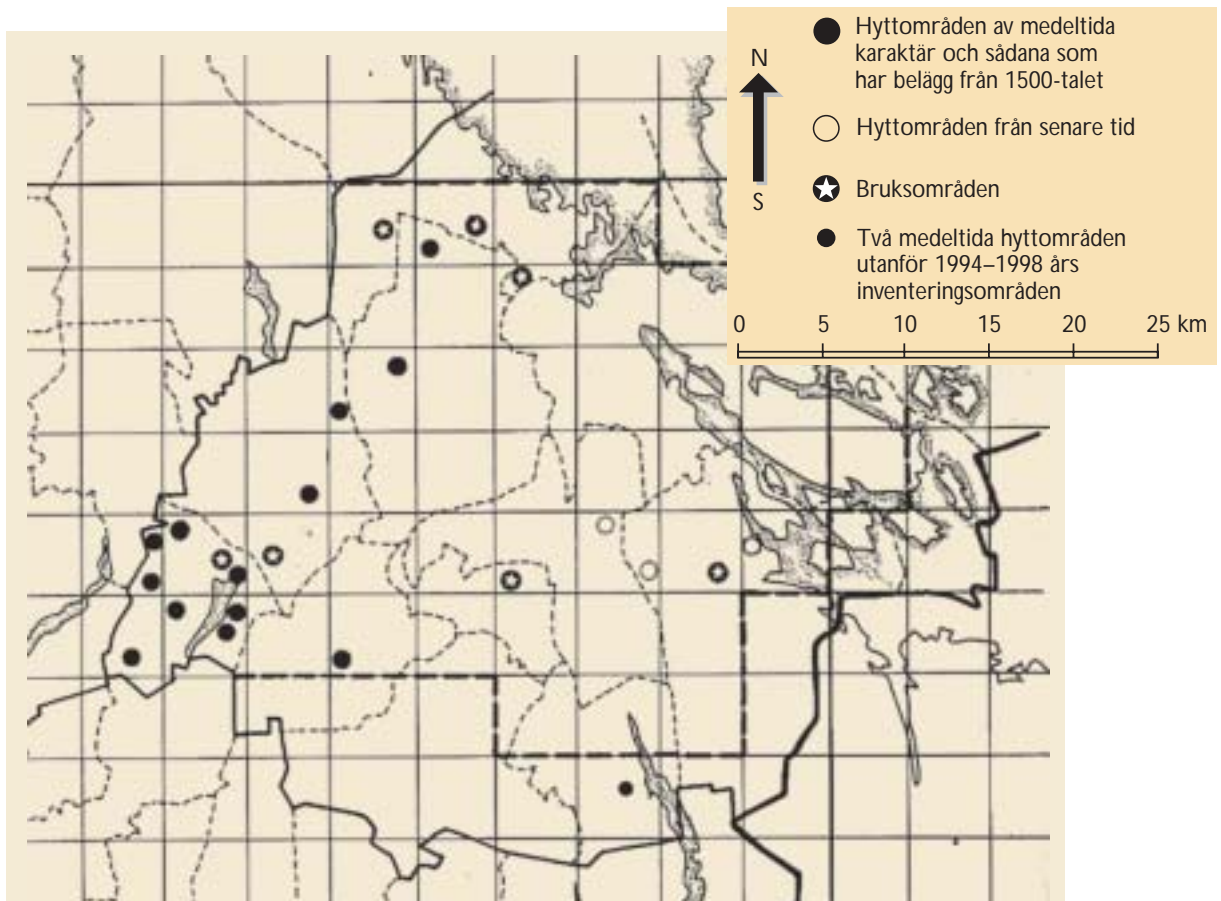 Hyttområden av medeltida
karaktär och sådana som
har belägg från 1500-talet
N
Hyttområden från senare tid
Bruksområden
S
Två medeltida hyttområden
utanför 1994–1998 års
inventeringsområden
0 5 10 15 20 25 km